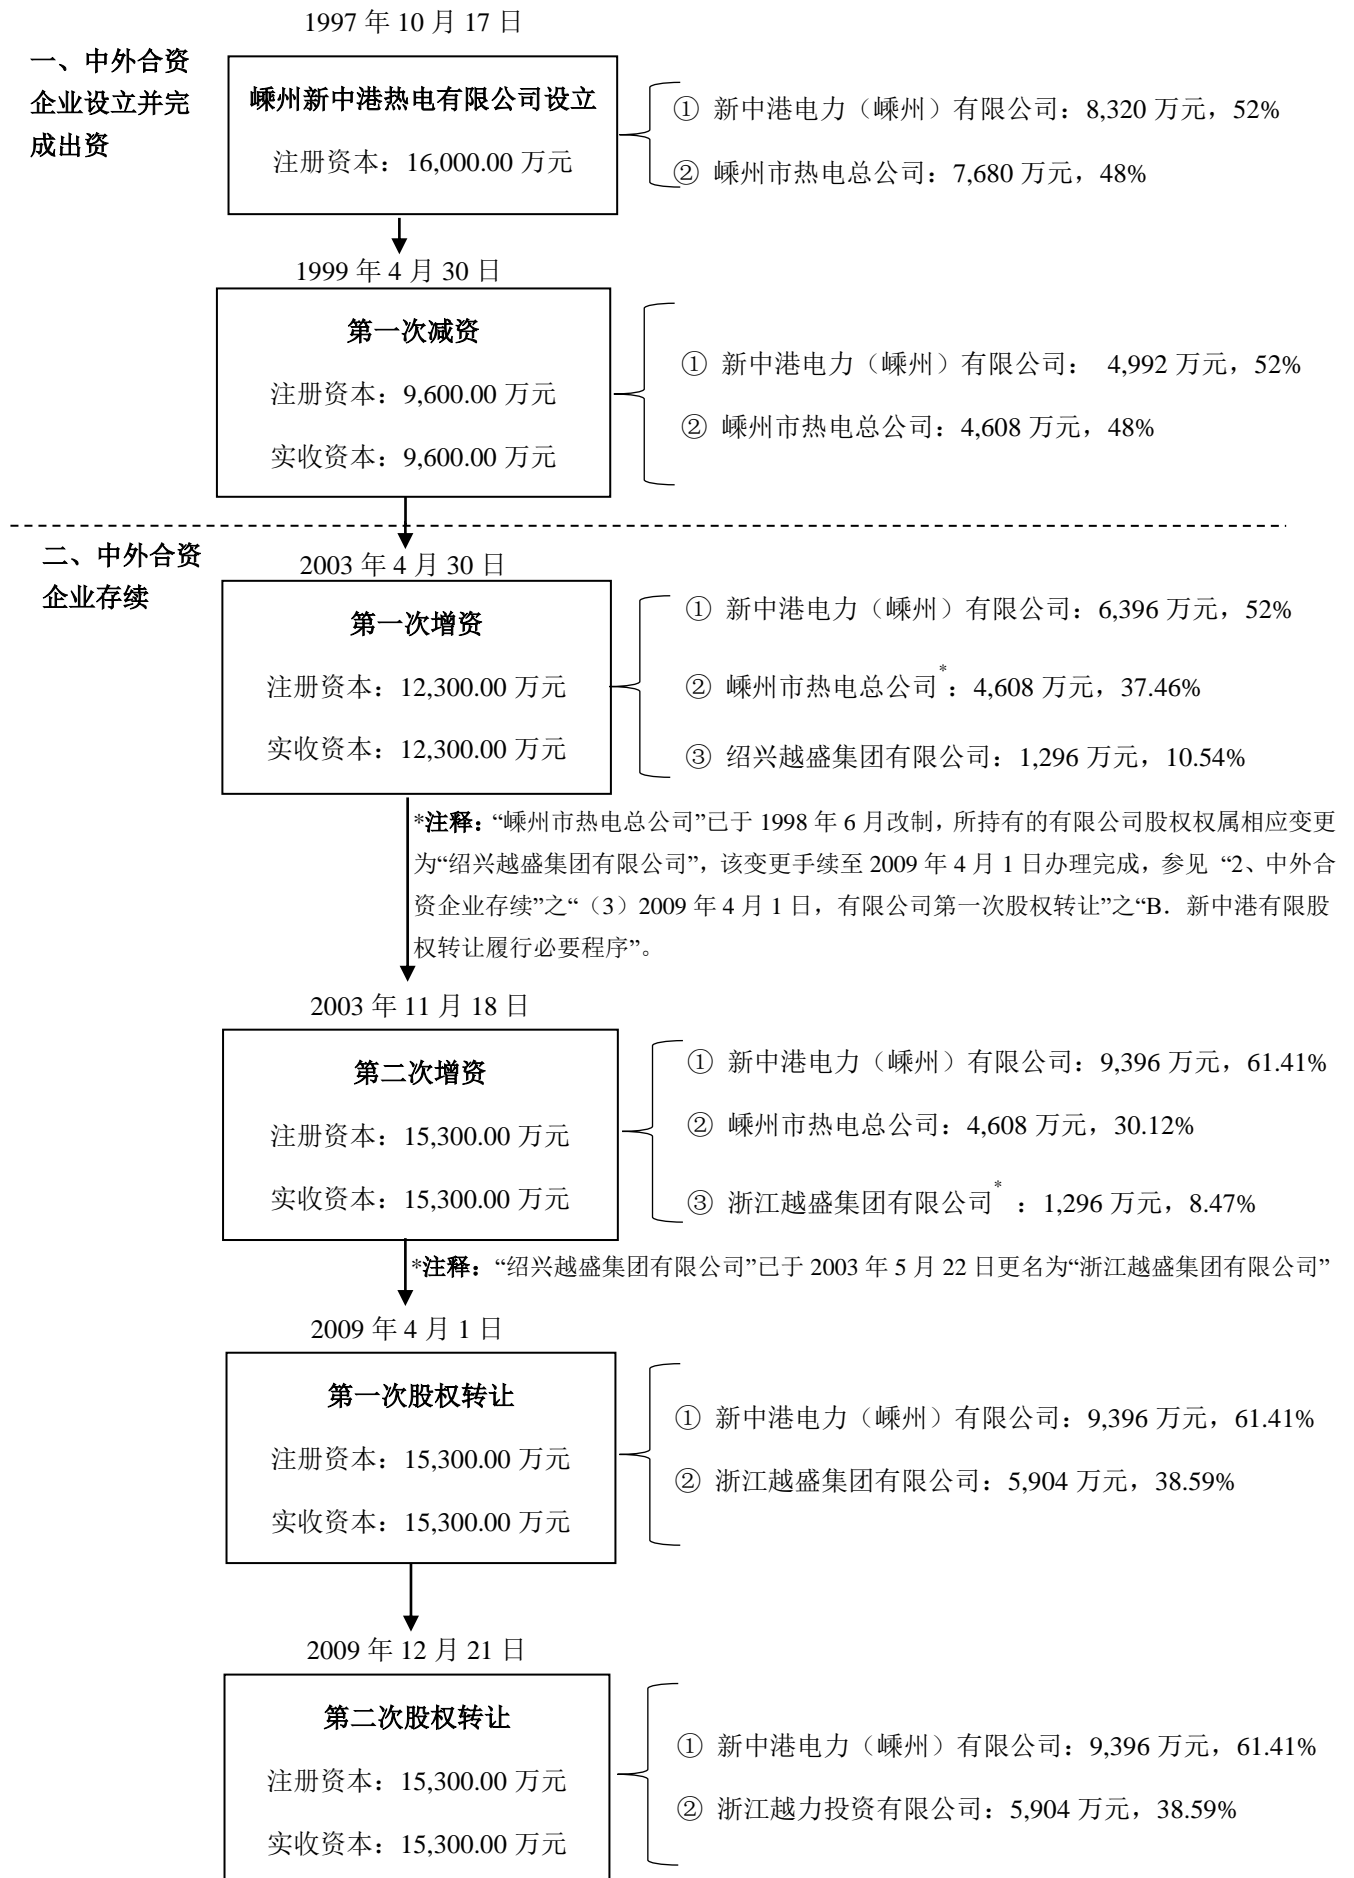 1997 年 10 月 17 日
一、中外合资
企业设立并完
成出资
嵊州新中港热电有限公司设立
注册资本：16,000.00 万元
① 新中港电力（嵊州）有限公司：8,320 万元，52%
② 嵊州市热电总公司：7,680 万元，48%
1999 年 4 月 30 日
第一次减资
注册资本：9,600.00 万元
实收资本：9,600.00 万元
① 新中港电力（嵊州）有限公司： 4,992 万元，52%
② 嵊州市热电总公司：4,608 万元，48%
二、中外合资
企业存续
2003 年 4 月 30 日
第一次增资
注册资本：12,300.00 万元
实收资本：12,300.00 万元
① 新中港电力（嵊州）有限公司：6,396 万元，52%
② 嵊州市热电总公司*：4,608 万元，37.46%
③ 绍兴越盛集团有限公司：1,296 万元，10.54%
*注释：“嵊州市热电总公司”已于 1998 年 6 月改制，所持有的有限公司股权权属相应变更
为“绍兴越盛集团有限公司”，该变更手续至 2009 年 4 月 1 日办理完成，参见 “2、中外合
资企业存续”之“（3）2009 年 4 月 1 日，有限公司第一次股权转让”之“B．新中港有限股
权转让履行必要程序”。
2003 年 11 月 18 日
第二次增资
注册资本：15,300.00 万元
实收资本：15,300.00 万元
① 新中港电力（嵊州）有限公司：9,396 万元，61.41%
② 嵊州市热电总公司：4,608 万元，30.12%
③ 浙江越盛集团有限公司* ：1,296 万元，8.47%
*注释：“绍兴越盛集团有限公司”已于 2003 年 5 月 22 日更名为“浙江越盛集团有限公司”
2009 年 4 月 1 日
第一次股权转让
注册资本：15,300.00 万元
实收资本：15,300.00 万元
① 新中港电力（嵊州）有限公司：9,396 万元，61.41%
② 浙江越盛集团有限公司：5,904 万元，38.59%
2009 年 12 月 21 日
第二次股权转让
注册资本：15,300.00 万元
实收资本：15,300.00 万元
① 新中港电力（嵊州）有限公司：9,396 万元，61.41%
② 浙江越力投资有限公司：5,904 万元，38.59%